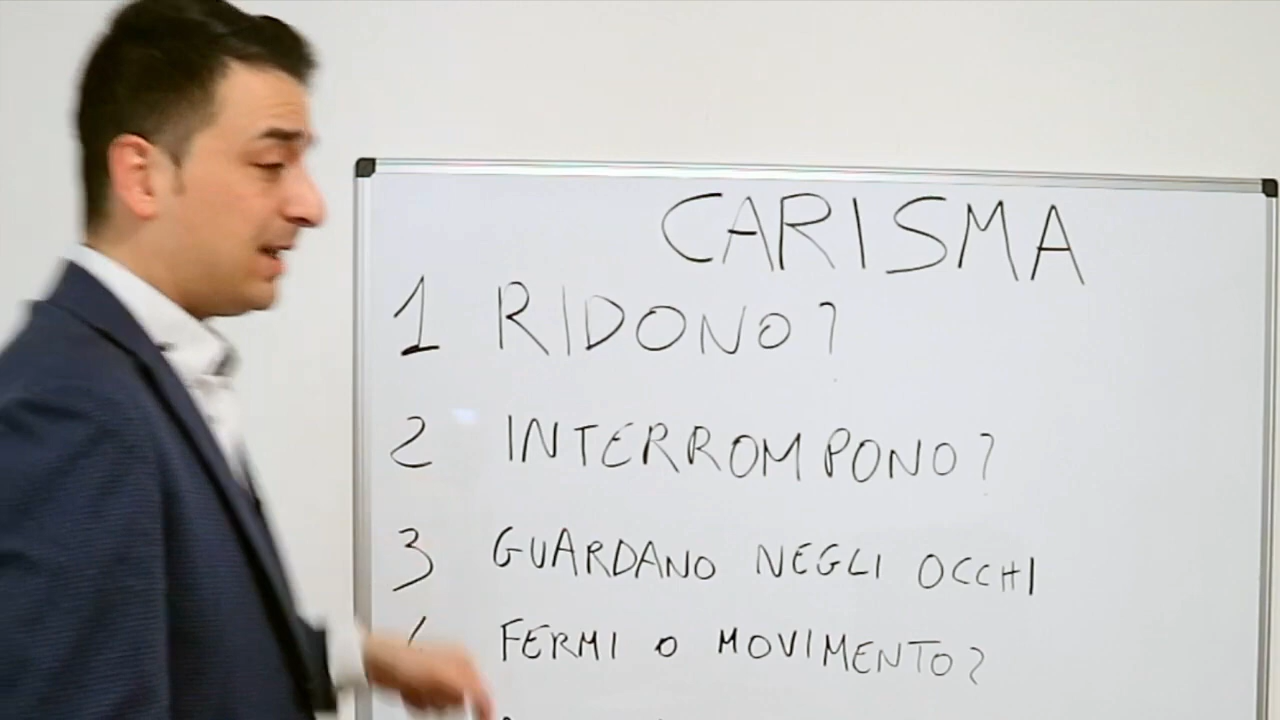 CARISMA
1 RIDONO?
2 INTERROMPONO?
3 GUARDANO NEGLI OCCHI
FERMI O MOVIMENTO?